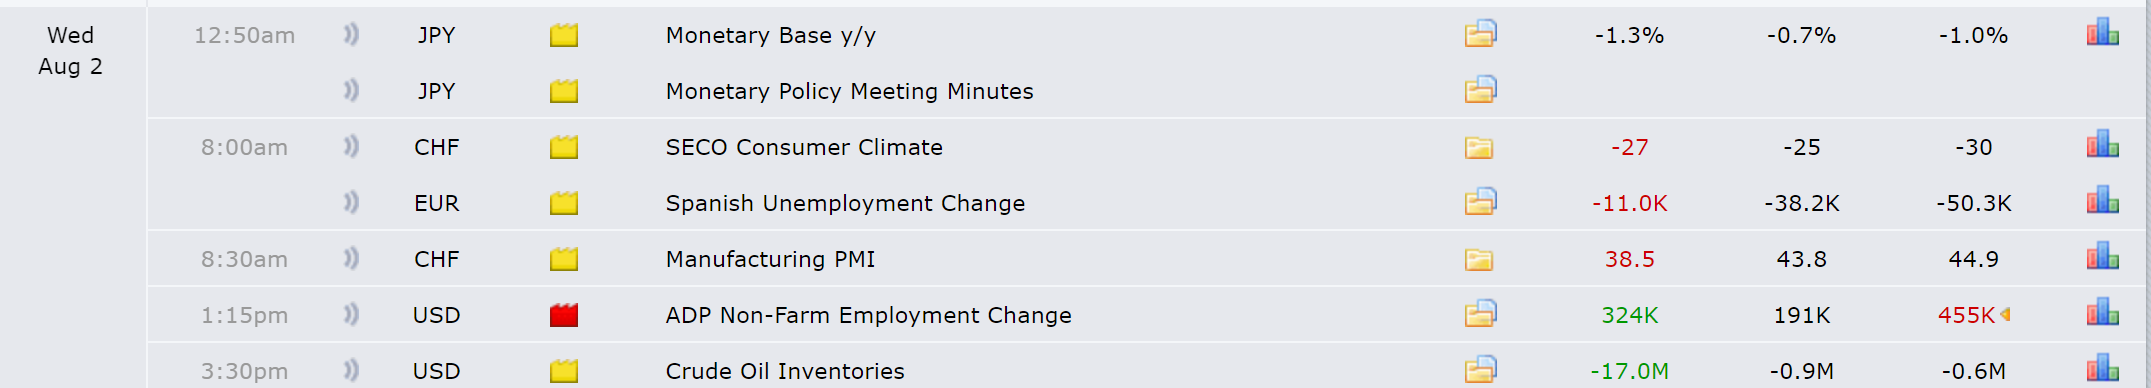 Wed 12:50am JPY Monetary Base y/y -1.3% -0.7% -1.0%
Aug 2
JPY Monetary Policy Meeting Minutes
8:00am CHF SECO Consumer Climate -27 -25 -30
EUR Spanish Unemployment Change -11.0K -38.2K -50.3K
8:30am CHF Manufacturing PMI 38.5 43.8 44.9
1:15pm USD ADP Non-Farm Employment Change 324K 191K 455K
3:30pm USD Crude Oil Inventories -17.0M -0.9M -0.6M